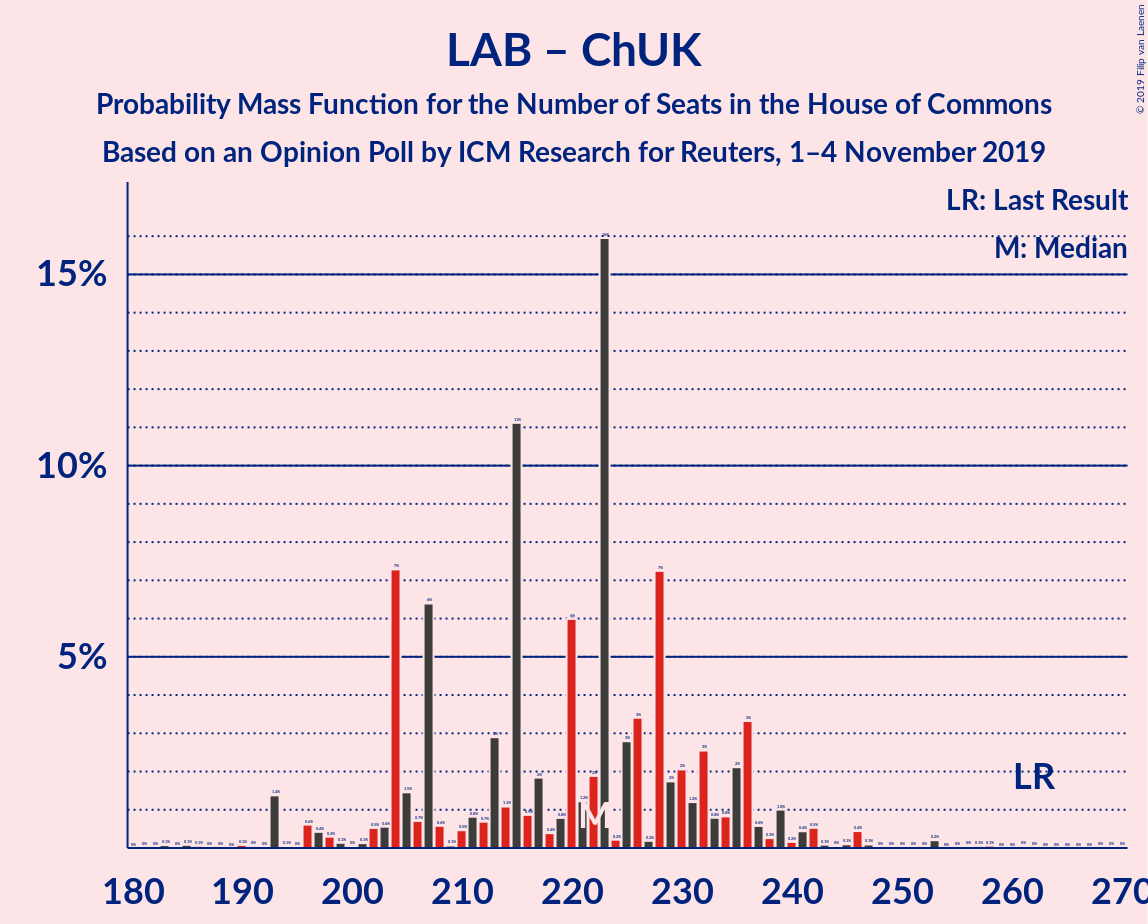 LAB – ChUK
Probability Mass Function for the Number of Seats in the House of Commons
Based on an Opinion Poll by ICM Research for Reuters, 1–4 November 2019
© 2019 Filip van Laenen
LR: Last Result
M: Median
15%
10%
5%
LR
M
180 190 200 210 220 230 240 250 260 270